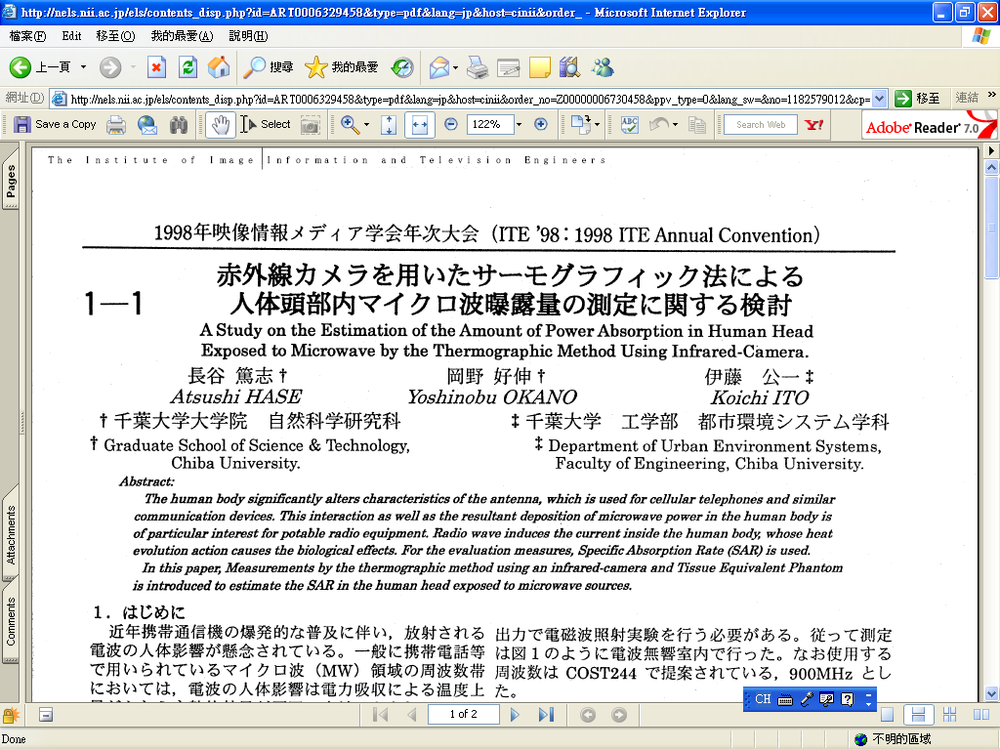 http://nels.nii.ac.jp/els/contents_disp.php?id=ART0006329458&type=pdf&lang=jp&host=cinii&order_ - Microsoft Internet Explorer
檔案(F) Edit 移至(O) 我的最愛(A) 說明(H)
上一頁 搜尋 我的最愛
網址(D) http://nels.nii.ac.jp/els/contents_disp.php?id=ART0006329458&type=pdf&lang=jp&host=cinii&order_no=Z00000006730458&ppv_type=0&lang_sw=&no=1182579012&cp= 移至 連結 »
Save a Copy Select 122% ABC Search Web Y! Adobe Reader 7.0
Pages
Attachments
Comments
The Institute of Image Information and Television Engineers
1998年映像情報メディア学会年次大会（ITE '98：1998 ITE Annual Convention）
1—1
赤外線カメラを用いたサーモグラフィック法による
人体頭部内マイクロ波曝露量の測定に関する検討
A Study on the Estimation of the Amount of Power Absorption in Human Head
Exposed to Microwave by the Thermographic Method Using Infrared-Camera.
長谷 篤志† 岡野 好伸† 伊藤 公一‡
Atsushi HASE Yoshinobu OKANO Koichi ITO
†千葉大学大学院 自然科学研究科 ‡千葉大学 工学部 都市環境システム学科
† Graduate School of Science & Technology,
Chiba University.
‡ Department of Urban Environment Systems,
Faculty of Engineering, Chiba University.
Abstract:
The human body significantly alters characteristics of the antenna, which is used for cellular telephones and similar
communication devices. This interaction as well as the resultant deposition of microwave power in the human body is
of particular interest for potable radio equipment. Radio wave induces the current inside the human body, whose heat
evolution action causes the biological effects. For the evaluation measures, Specific Absorption Rate (SAR) is used.
In this paper, Measurements by the thermographic method using an infrared-camera and Tissue Equivalent Phantom
is introduced to estimate the SAR in the human head exposed to microwave sources.
1．はじめに
近年携帯通信機の爆発的な普及に伴い，放射される
電波の人体影響が懸念されている。一般に携帯電話等
で用いられているマイクロ波（MW）領域の周波数帯
においては，電波の人体影響は電力吸収による温度上
出力で電磁波照射実験を行う必要がある。従って測定
は図１のように電波無響室内で行った。なお使用する
周波数は COST244 で提案されている，900MHz とし
た。
CH
1 of 2
Done 不明的區域